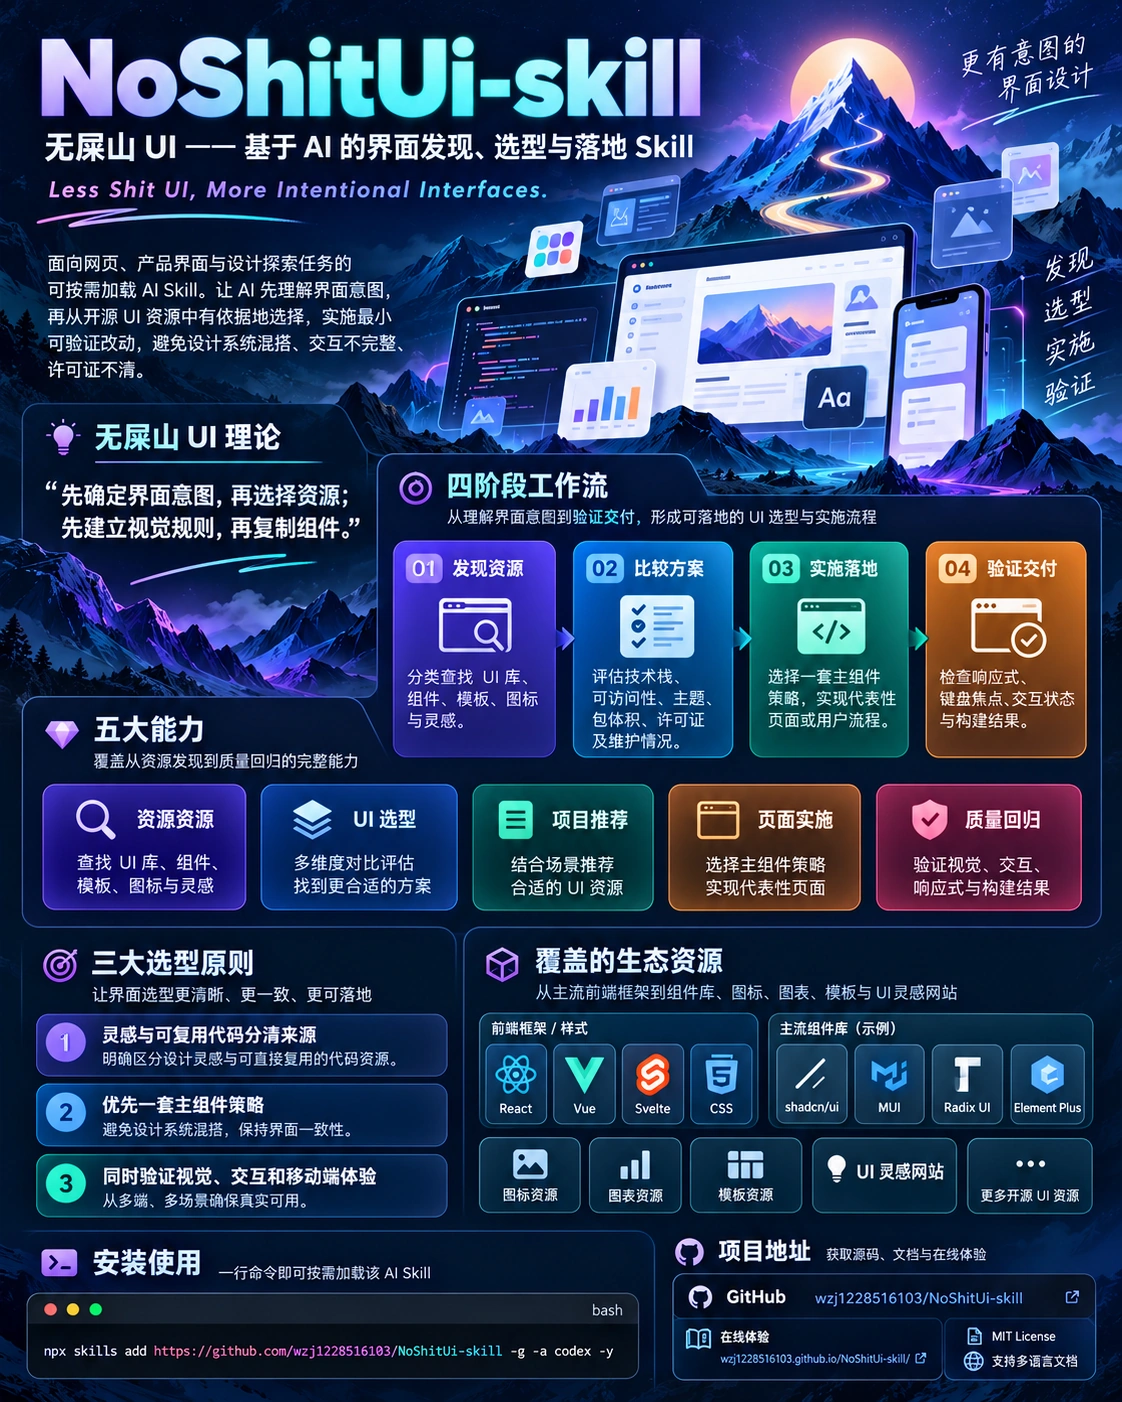 NoShitUi-skill
无屎山 UI —— 基于 AI 的界面发现、选型与落地 Skill
Less Shit UI, More Intentional Interfaces.
更有意图的
界面设计
面向网页、产品界面与设计探索任务的
可按需加载 AI Skill。让 AI 先理解界面意图，
再从开源 UI 资源中有依据地选择，实施最小
可验证改动，避免设计系统混搭、交互不完整、
许可证不清。
Aa
发现
选型
实施
验证
无屎山 UI 理论
“先确定界面意图，再选择资源；
先建立视觉规则，再复制组件。”
四阶段工作流
从理解界面意图到验证交付，形成可落地的 UI 选型与实施流程
01 发现资源
分类查找 UI 库、
组件、模板、图标
与灵感。
02 比较方案
评估技术栈、
可访问性、主题、
包体积、许可证
及维护情况。
03 实施落地
选择一套主组件
策略，实现代表性
页面或用户流程。
04 验证交付
检查响应式、
键盘焦点、交互状态
与构建结果。
五大能力
覆盖从资源发现到质量回归的完整能力
资源资源
查找 UI 库、组件、
模板、图标与灵感
UI 选型
多维度对比评估
找到更合适的方案
项目推荐
结合场景推荐
合适的 UI 资源
页面实施
选择主组件策略
实现代表性页面
质量回归
验证视觉、交互、
响应式与构建结果
三大选型原则
让界面选型更清晰、更一致、更可落地
1 灵感与可复用代码分清来源
明确区分设计灵感与可直接复用的代码资源。
2 优先一套主组件策略
避免设计系统混搭，保持界面一致性。
3 同时验证视觉、交互和移动端体验
从多端、多场景确保真实可用。
覆盖的生态资源
从主流前端框架到组件库、图标、图表、模板与 UI 灵感网站
前端框架 / 样式
React
Vue
Svelte
5
CSS
主流组件库（示例）
shadcn/ui
MUI
Radix UI
Element Plus
图标资源
图表资源
模板资源
UI 灵感网站
更多开源 UI 资源
安装使用 一行命令即可按需加载该 AI Skill
bash
npx skills add https://github.com/wzj1228516103/NoShitUi-skill -g -a codex -y
项目地址 获取源码、文档与在线体验
GitHub wzj1228516103/NoShitUi-skill
在线体验
wzj1228516103.github.io/NoShitUi-skill/
MIT License
支持多语言文档